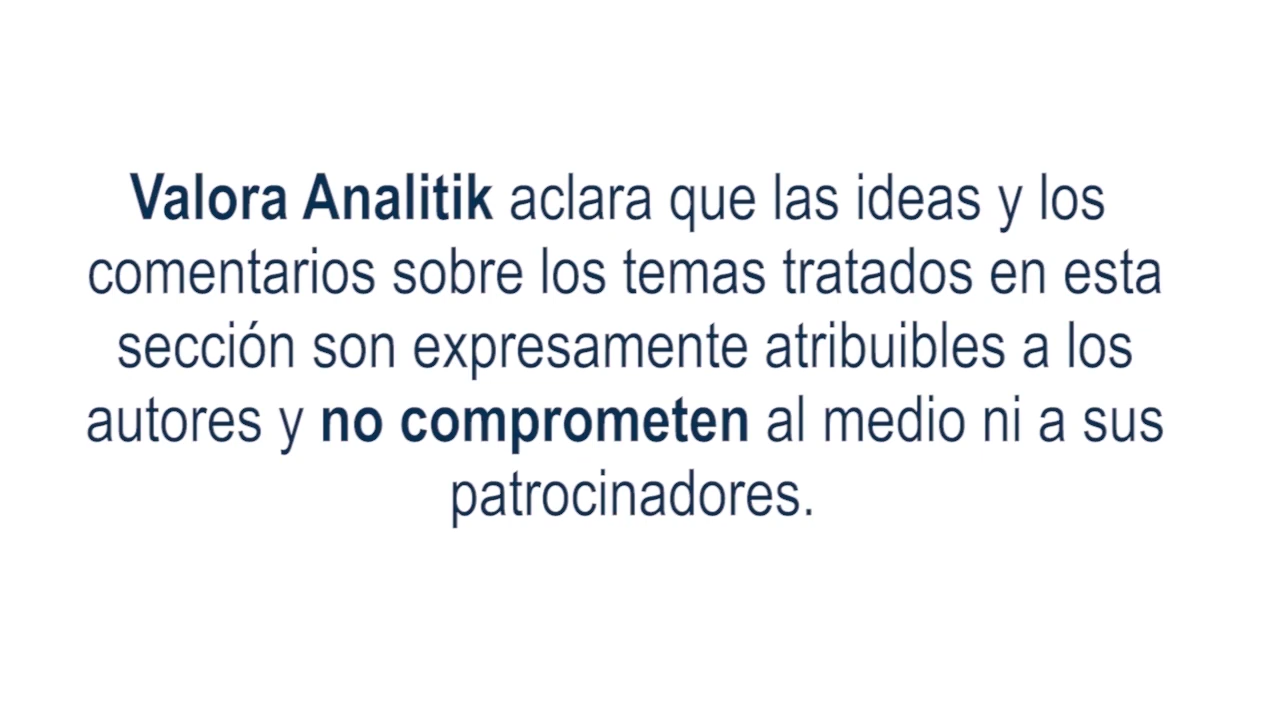 Valora Analitik aclara que las ideas y los
comentarios sobre los temas tratados en esta
sección son expresamente atribuibles a los
autores y no comprometen al medio ni a sus
patrocinadores.